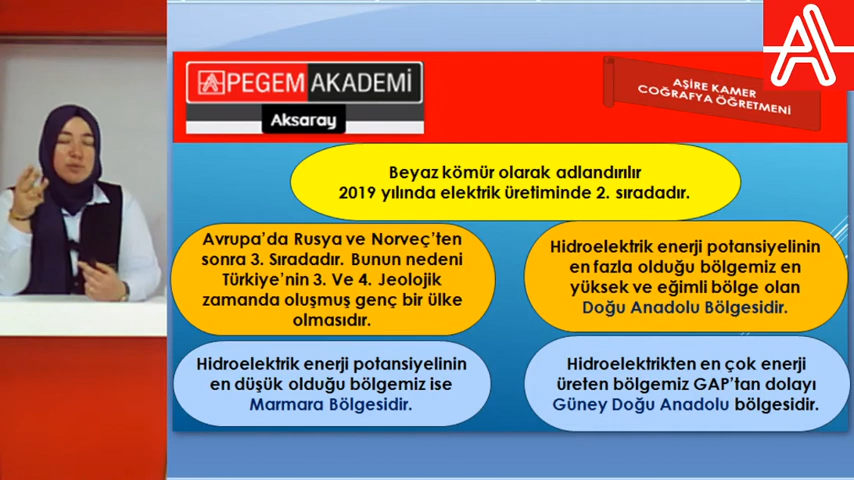 PEGEM AKADEMİ
Aksaray
AŞİRE KAMER
COĞRAFYA ÖĞRETMENİ
Beyaz kömür olarak adlandırılır
2019 yılında elektrik üretiminde 2. sıradadır.
Avrupa'da Rusya ve Norveç'ten
sonra 3. Sıradadır. Bunun nedeni
Türkiye'nin 3. Ve 4. Jeolojik
zamanda oluşmuş genç bir ülke
olmasıdır.
Hidroelektrik enerji potansiyelinin
en fazla olduğu bölgemiz en
yüksek ve eğimli bölge olan
Doğu Anadolu Bölgesidir.
Hidroelektrik enerji potansiyelinin
en düşük olduğu bölgemiz ise
Marmara Bölgesidir.
Hidroelektrikten en çok enerji
üreten bölgemiz GAP'tan dolayı
Güney Doğu Anadolu bölgesidir.